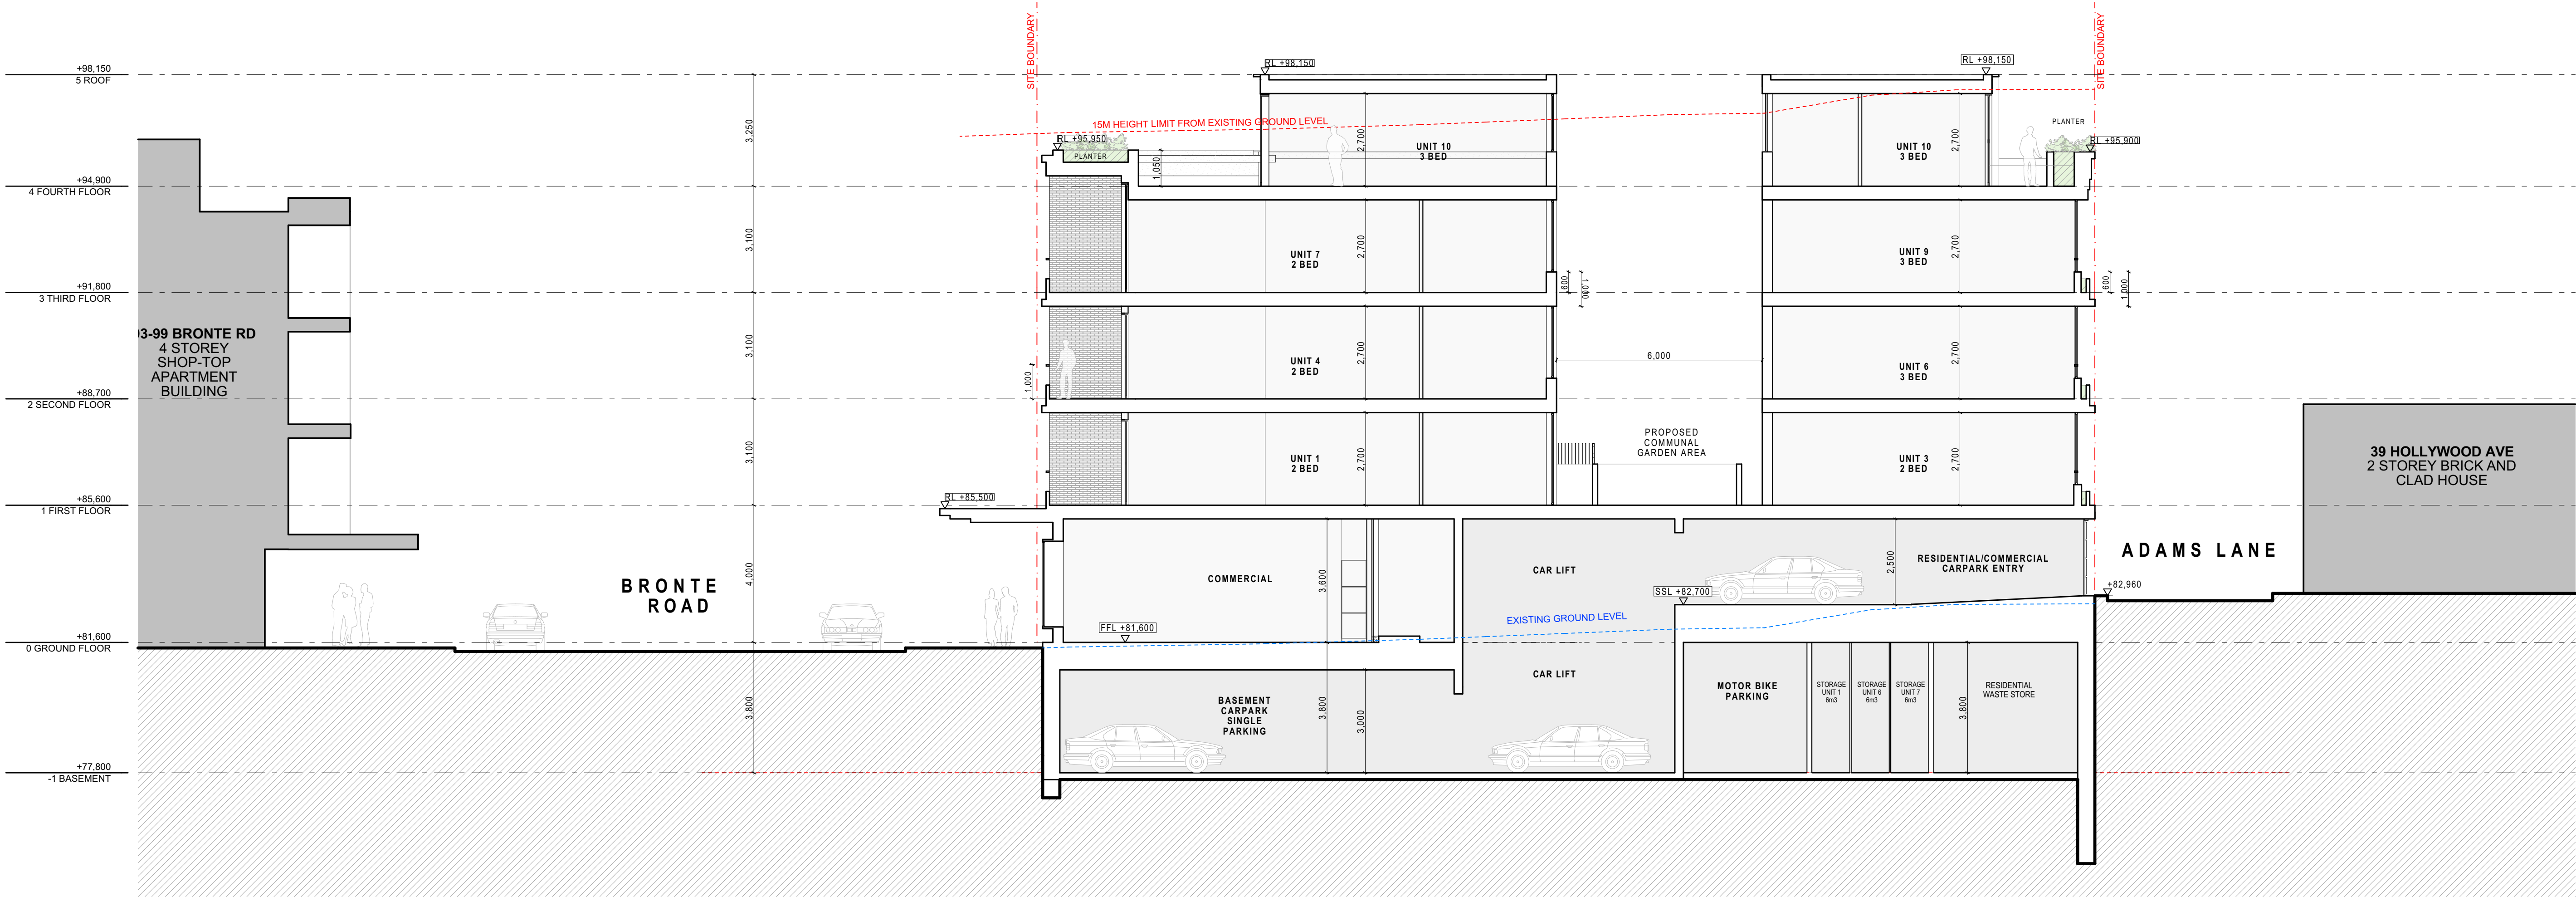 +98,150
5 ROOF
+94,900
4 FOURTH FLOOR
+91,800
3 THIRD FLOOR
+88,700
2 SECOND FLOOR
+85,600
1 FIRST FLOOR
+81,600
0 GROUND FLOOR
+77,800
-1 BASEMENT
93-99 BRONTE RD
4 STOREY
SHOP-TOP
APARTMENT
BUILDING
BRONTE
ROAD
3,250
3,100
3,100
3,100
4,000
3,800
SITE BOUNDARY
SITE BOUNDARY
RL +98,150
RL +98,150
15M HEIGHT LIMIT FROM EXISTING GROUND LEVEL
RL +95,950
PLANTER
1,050
UNIT 10
3 BED
2,700
UNIT 10
3 BED
2,700
PLANTER
RL +95,900
UNIT 7
2 BED
2,700
600
1,000
UNIT 9
3 BED
2,700
600
1,000
1,000
UNIT 4
2 BED
2,700
6,000
UNIT 6
3 BED
2,700
UNIT 1
2 BED
2,700
PROPOSED
COMMUNAL
GARDEN AREA
UNIT 3
2 BED
2,700
RL +85,500
COMMERCIAL
3,600
CAR LIFT
SSL +82,700
2,500
RESIDENTIAL/COMMERCIAL
CARPARK ENTRY
FFL +81,600
EXISTING GROUND LEVEL
+82,960
ADAMS LANE
39 HOLLYWOOD AVE
2 STOREY BRICK AND
CLAD HOUSE
BASEMENT
CARPARK
SINGLE
PARKING
3,800
3,000
CAR LIFT
MOTOR BIKE
PARKING
STORAGE
UNIT 1
6m3
STORAGE
UNIT 6
6m3
STORAGE
UNIT 7
6m3
3,800
RESIDENTIAL
WASTE STORE